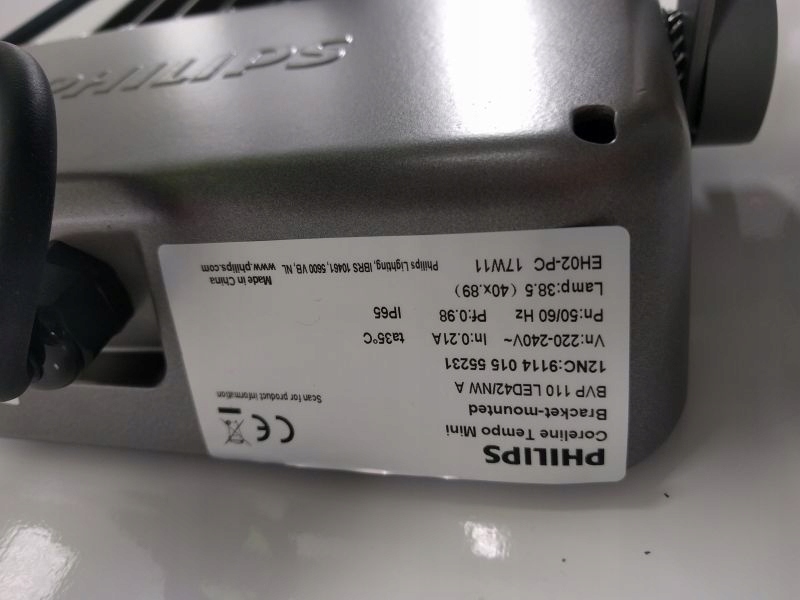 PHILIPS
PHILIPS
Coreline Tempo Mini
Bracket-mounted
BVP 110 LED42/NW A
12NC:9114 015 55231
Vn:220-240V~ In:0.21A ta35°C
Pn:50/60 Hz Pf:0.98 IP65
Lamp:38.5 (40x.89)
EH02-PC 17W11
CE
Scan for product information
Made in China
Philips Lighting, IBRS 10461, 5600 VB, NL www.philips.com